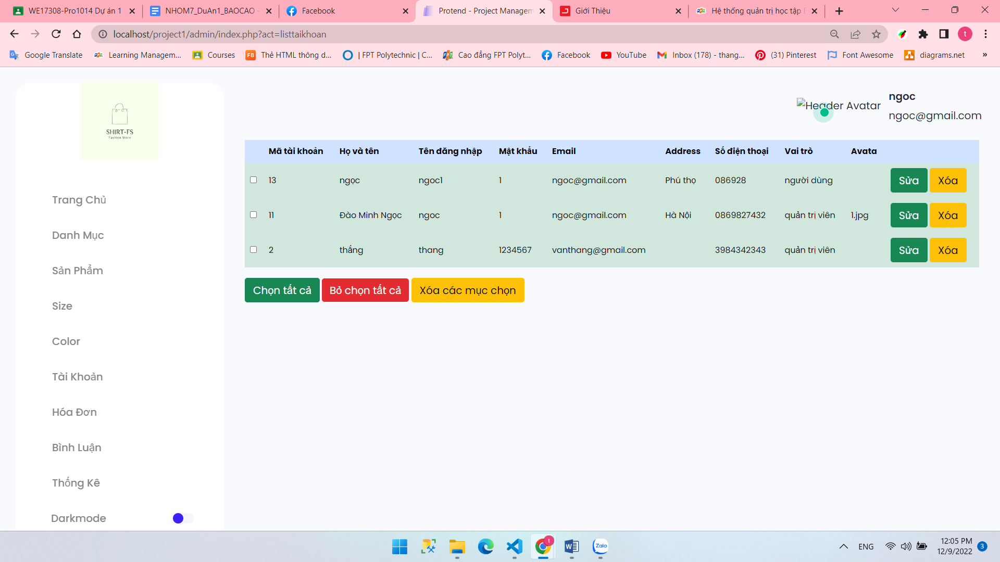 WE17308-Pro1014 Dự án 1
NHOM7_DuAn1_BAOCAO -
Facebook
Protend - Project Managem
Giới Thiệu
Hệ thống quản trị học tập F
localhost/project1/admin/index.php?act=listtaikhoan
t
Google Translate
Learning Managem...
Courses
F8
Thẻ HTML thông d...
| FPT Polytechnic | C...
Cao đẳng FPT Polyt...
Facebook
YouTube
Inbox (178) - thang...
(31) Pinterest
Font Awesome
diagrams.net
»
SHIRT-FS
Fashion Store
Header Avatar
ngoc
ngoc@gmail.com
Trang Chủ
Danh Mục
Sản Phẩm
Size
Color
Tài Khoản
Hóa Đơn
Bình Luận
Thống Kê
Darkmode
Mã tài khoản Họ và tên Tên đăng nhập Mật khẩu Email Address Số điện thoại Vai trò Avata
13 ngọc ngoc1 1 ngoc@gmail.com Phú thọ 086928 người dùng Sửa Xóa
11 Đào Minh Ngọc ngoc 1 ngoc@gmail.com Hà Nội 0869827432 quản trị viên 1.jpg Sửa Xóa
2 thắng thang 1234567 vanthang@gmail.com 3984342343 quản trị viên Sửa Xóa
Chọn tất cả Bỏ chọn tất cả Xóa các mục chọn
t
W
Zalo
ENG
12:05 PM
12/9/2022
3